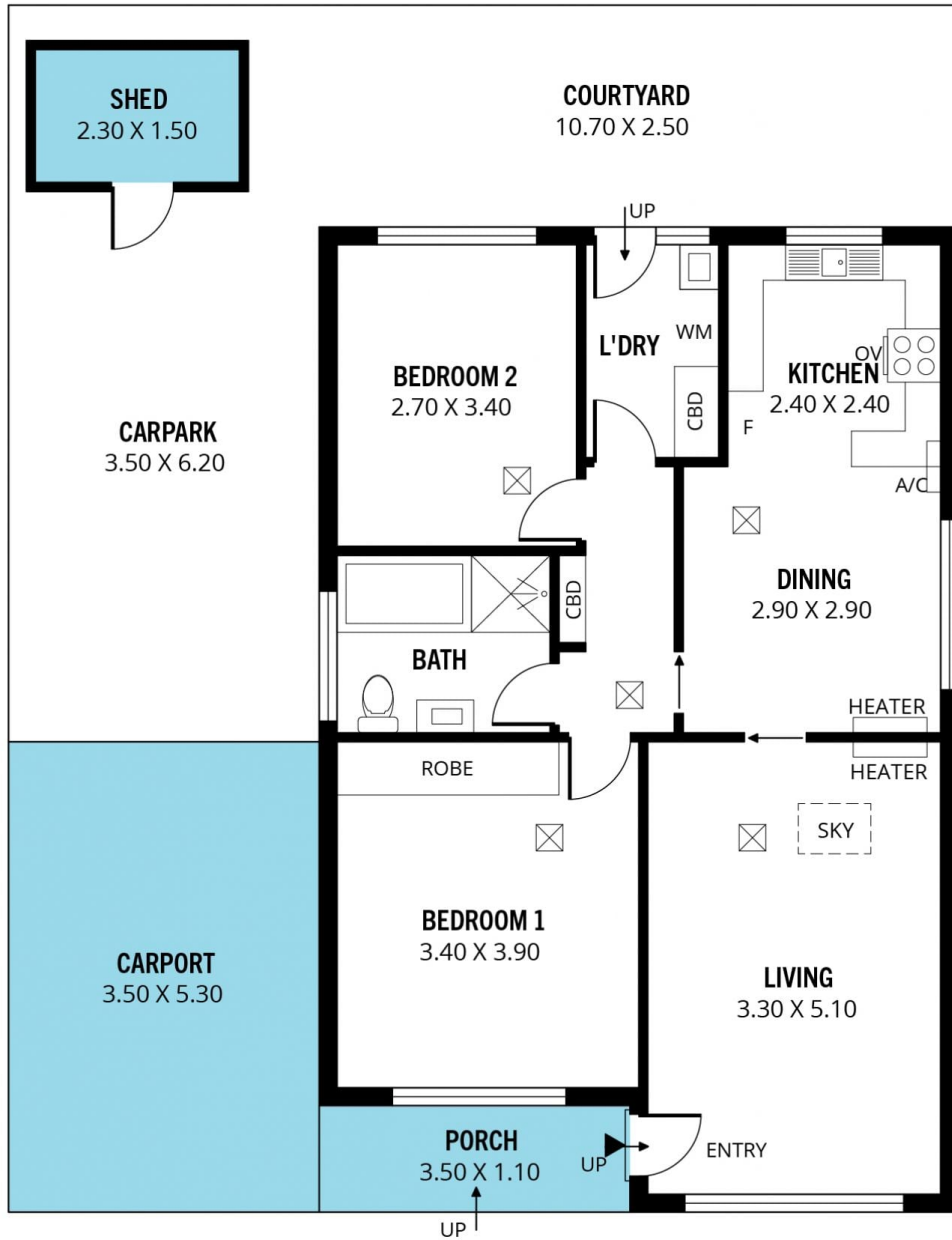 SHED
2.30 X 1.50
COURTYARD
10.70 X 2.50
UP
WM
L'DRY
CBD
OV
KITCHEN
2.40 X 2.40
F
A/C
BEDROOM 2
2.70 X 3.40
CARPARK
3.50 X 6.20
DINING
2.90 X 2.90
CBD
BATH
HEATER
HEATER
ROBE
SKY
BEDROOM 1
3.40 X 3.90
CARPORT
3.50 X 5.30
LIVING
3.30 X 5.10
PORCH
3.50 X 1.10
UP
ENTRY
UP